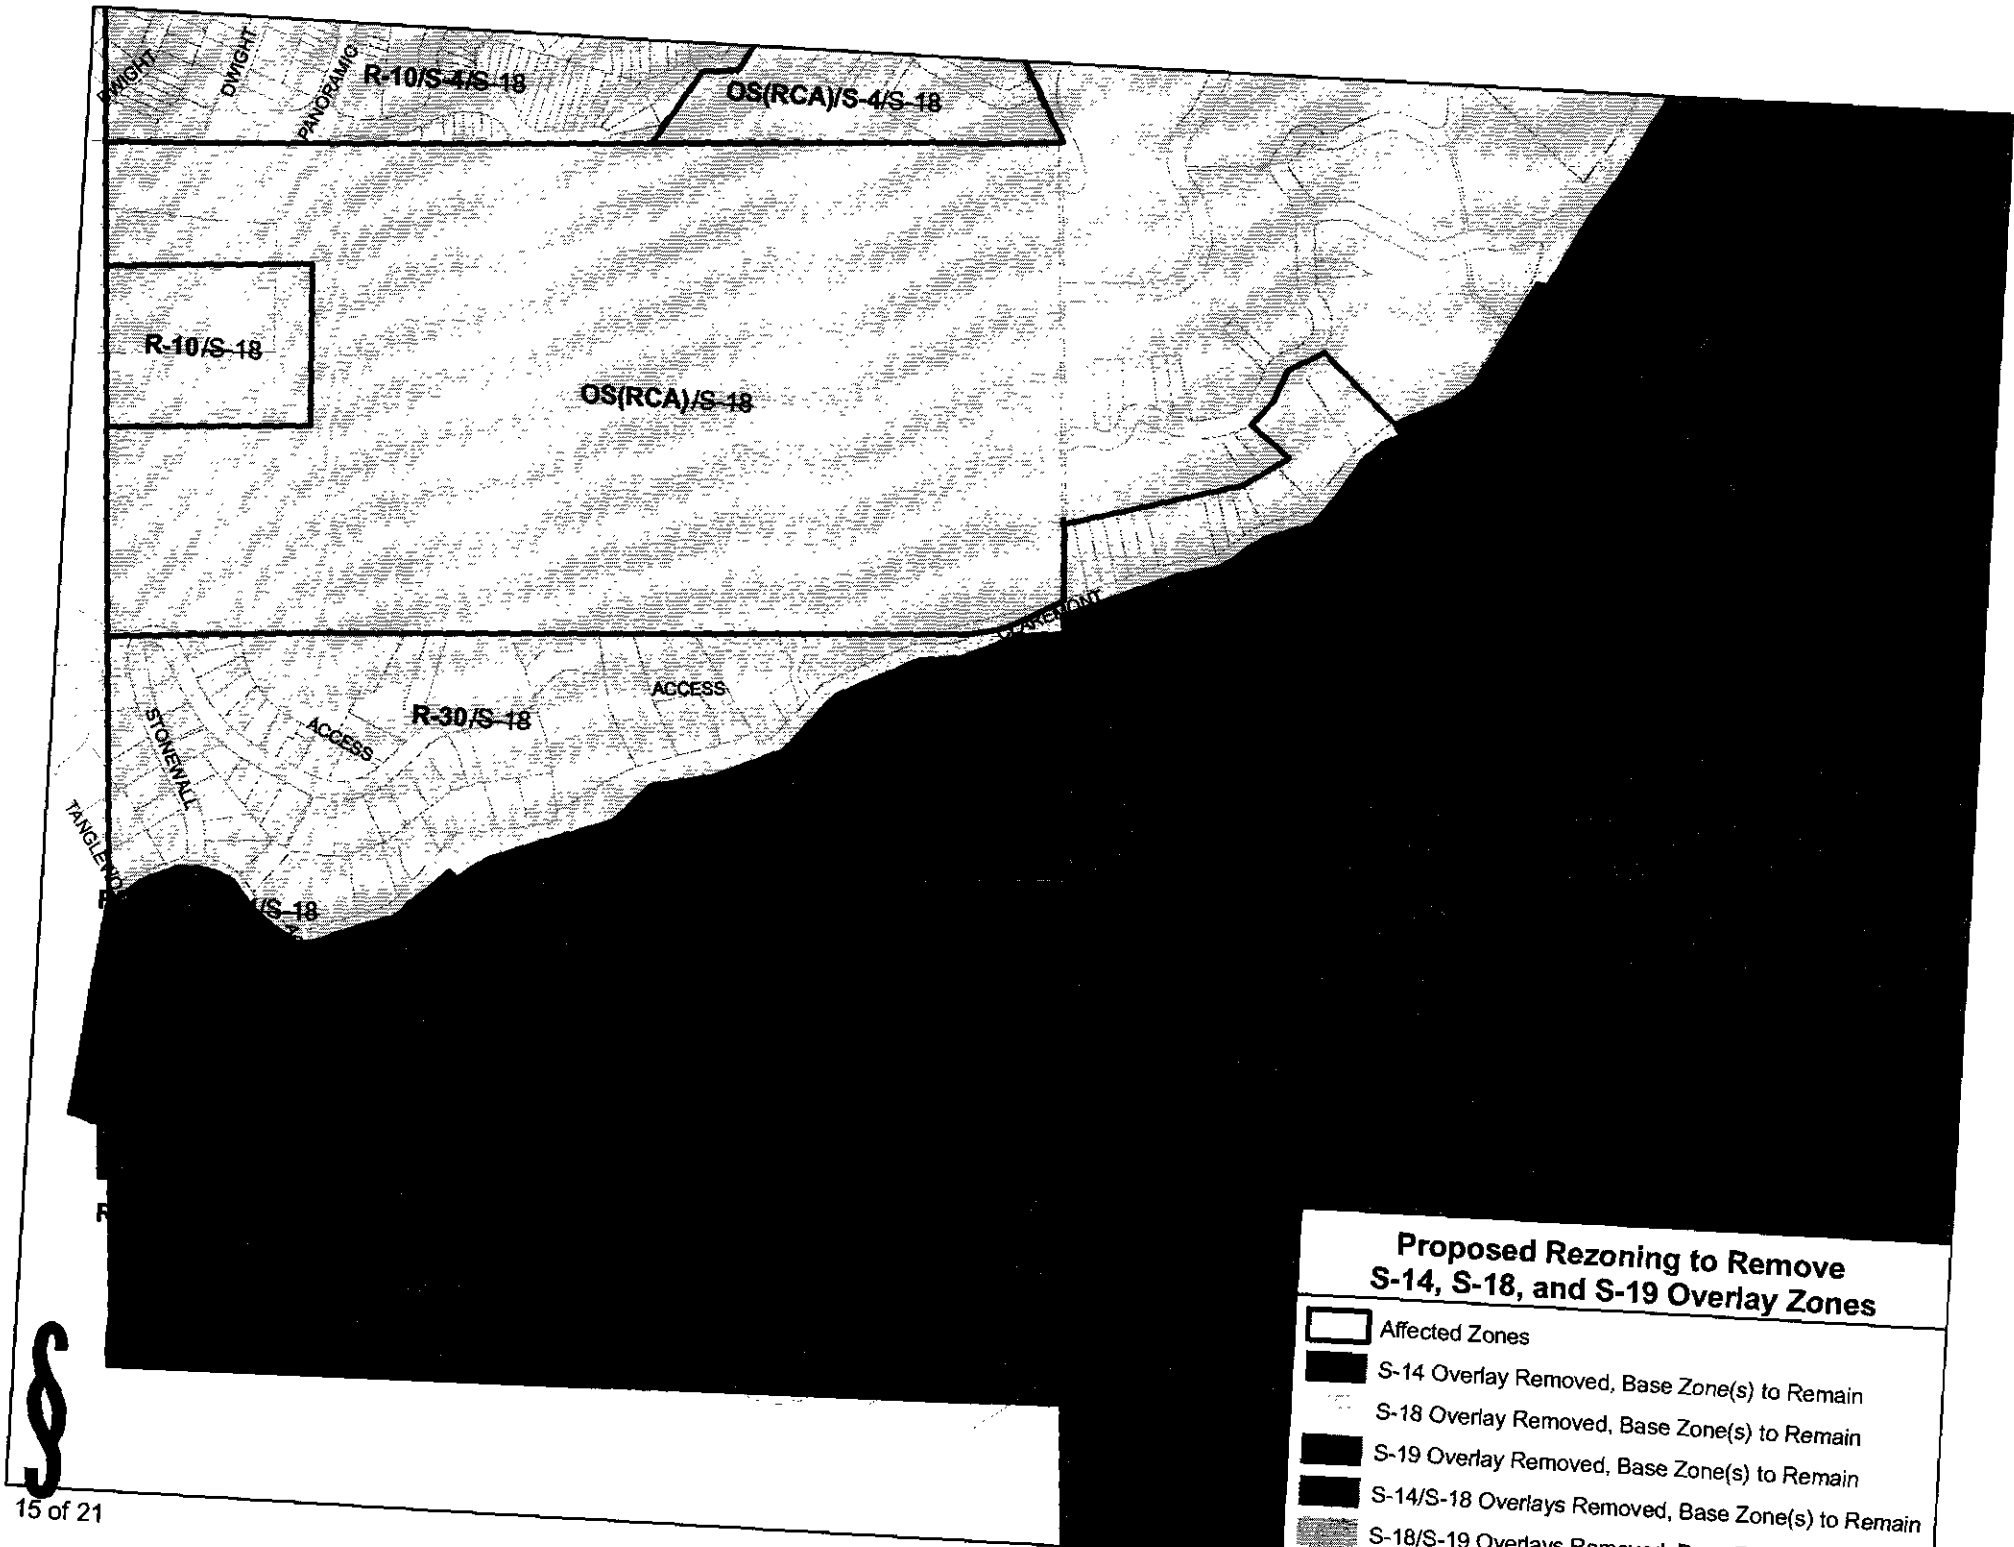 DWIGHT
DWIGHT
PANORAMIC
R-10/S-4/S-18
OS(RCA)/S-4/S-18
R-10/S-18
OS(RCA)/S-18
CLAREMONT
ACCESS
R-30/S-18
ACCESS
STONEWALL
/S-18
R
Proposed Rezoning to Remove
S-14, S-18, and S-19 Overlay Zones
Affected Zones
S-14 Overlay Removed, Base Zone(s) to Remain
S-18 Overlay Removed, Base Zone(s) to Remain
S-19 Overlay Removed, Base Zone(s) to Remain
S-14/S-18 Overlays Removed, Base Zone(s) to Remain
S-18/S-19 Overlays Removed,
15 of 21